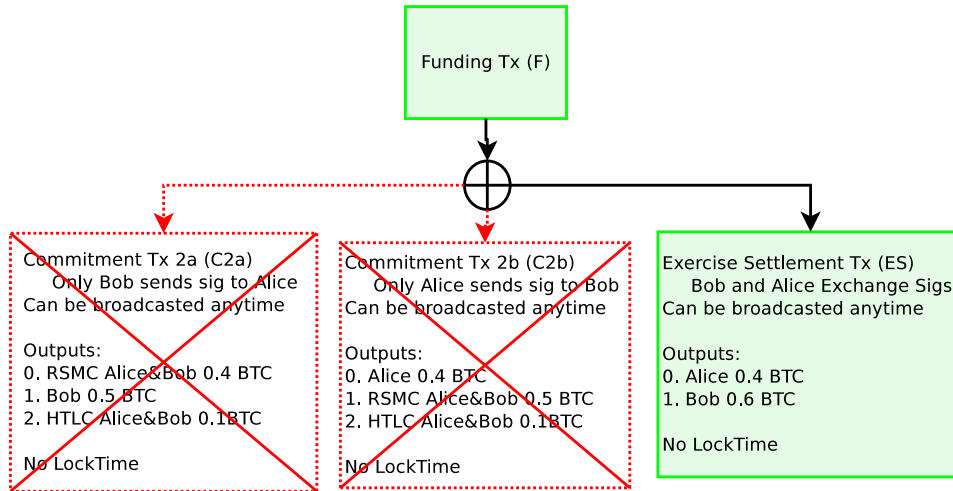 Funding Tx (F)
Commitment Tx 2a (C2a)
Only Bob sends sig to Alice
Can be broadcasted anytime
Outputs:
0. RSMC Alice&Bob 0.4 BTC
1. Bob 0.5 BTC
2. HTLC Alice&Bob 0.1BTC
No LockTime
Commitment Tx 2b (C2b)
Only Alice sends sig to Bob
Can be broadcasted anytime
Outputs:
0. Alice 0.4 BTC
1. RSMC Alice&Bob 0.5 BTC
2. HTLC Alice&Bob 0.1BTC
No LockTime
Exercise Settlement Tx (ES)
Bob and Alice Exchange Sigs
Can be broadcasted anytime
Outputs:
0. Alice 0.4 BTC
1. Bob 0.6 BTC
No LockTime